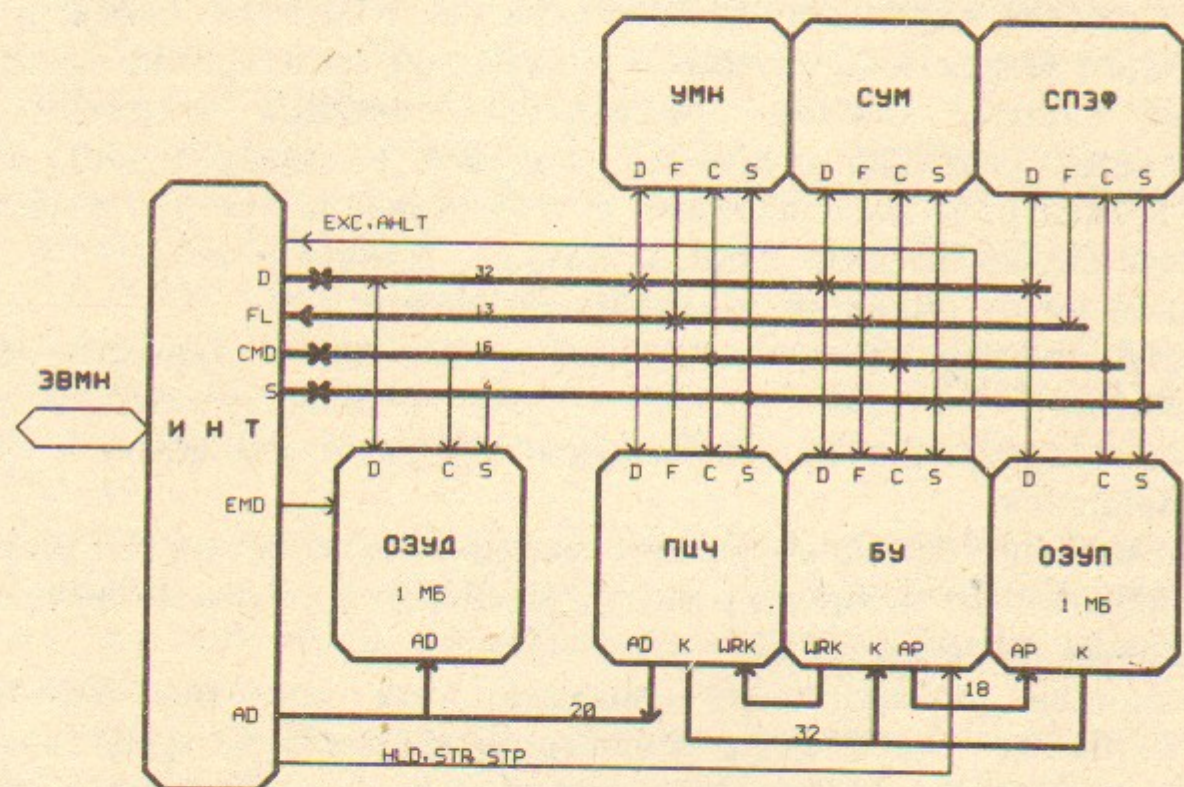 УМН СУМ СПЭФ
D F C S D F C S D F C S
EXC.AHLT
D 32
FL 13
CMD 16
S 4
ЭВМН
И Н Т
D C S D F C S D F C S D C S
EMD
ОЗУД ПЦЧ БУ ОЗУП
1 МБ 1 МБ
AD AD K WRK WRK K AP AP K
18
AD 20
32
HLD.STR STP